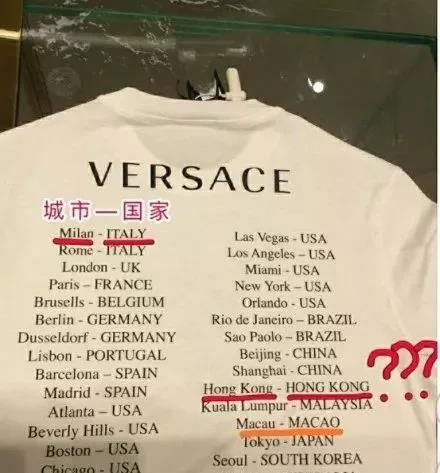 VERSACE
城市—国家
Milan - ITALY
Rome - ITALY
London - UK
Paris – FRANCE
Brusells - BELGIUM
Berlin - GERMANY
Dusseldorf - GERMANY
Lisbon - PORTUGAL
Barcelona – SPAIN
Madrid - SPAIN
Atlanta – USA
Beverly Hills - USA
Boston – USA
Chicago - USA
Las Vegas - USA
Los Angeles – USA
Miami - USA
New York – USA
Orlando - USA
Rio de Janeiro – BRAZIL
Sao Paolo – BRAZIL
Beijing - CHINA
Shanghai - CHINA
Hong Kong - HONG KONG
???
Kuala Lumpur - MALAYSIA
Macau - MACAO
Tokyo - JAPAN
Seoul - SOUTH KOREA